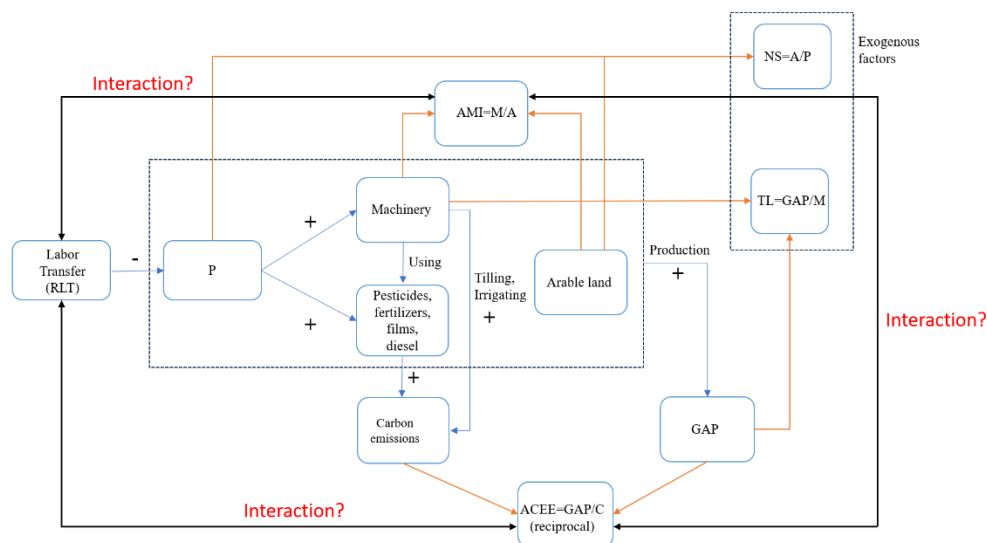 NS=A/P
Exogenous
factors
Interaction?
AMI=M/A
Machinery
TL=GAP/M
+
Labor
Transfer
(RLT)
-
P
Using
Production
+
Arable land
Tilling,
Irrigating
+
Pesticides,
fertilizers,
films,
diesel
+
Interaction?
+
Carbon
emissions
GAP
Interaction?
ACEE=GAP/C
(reciprocal)